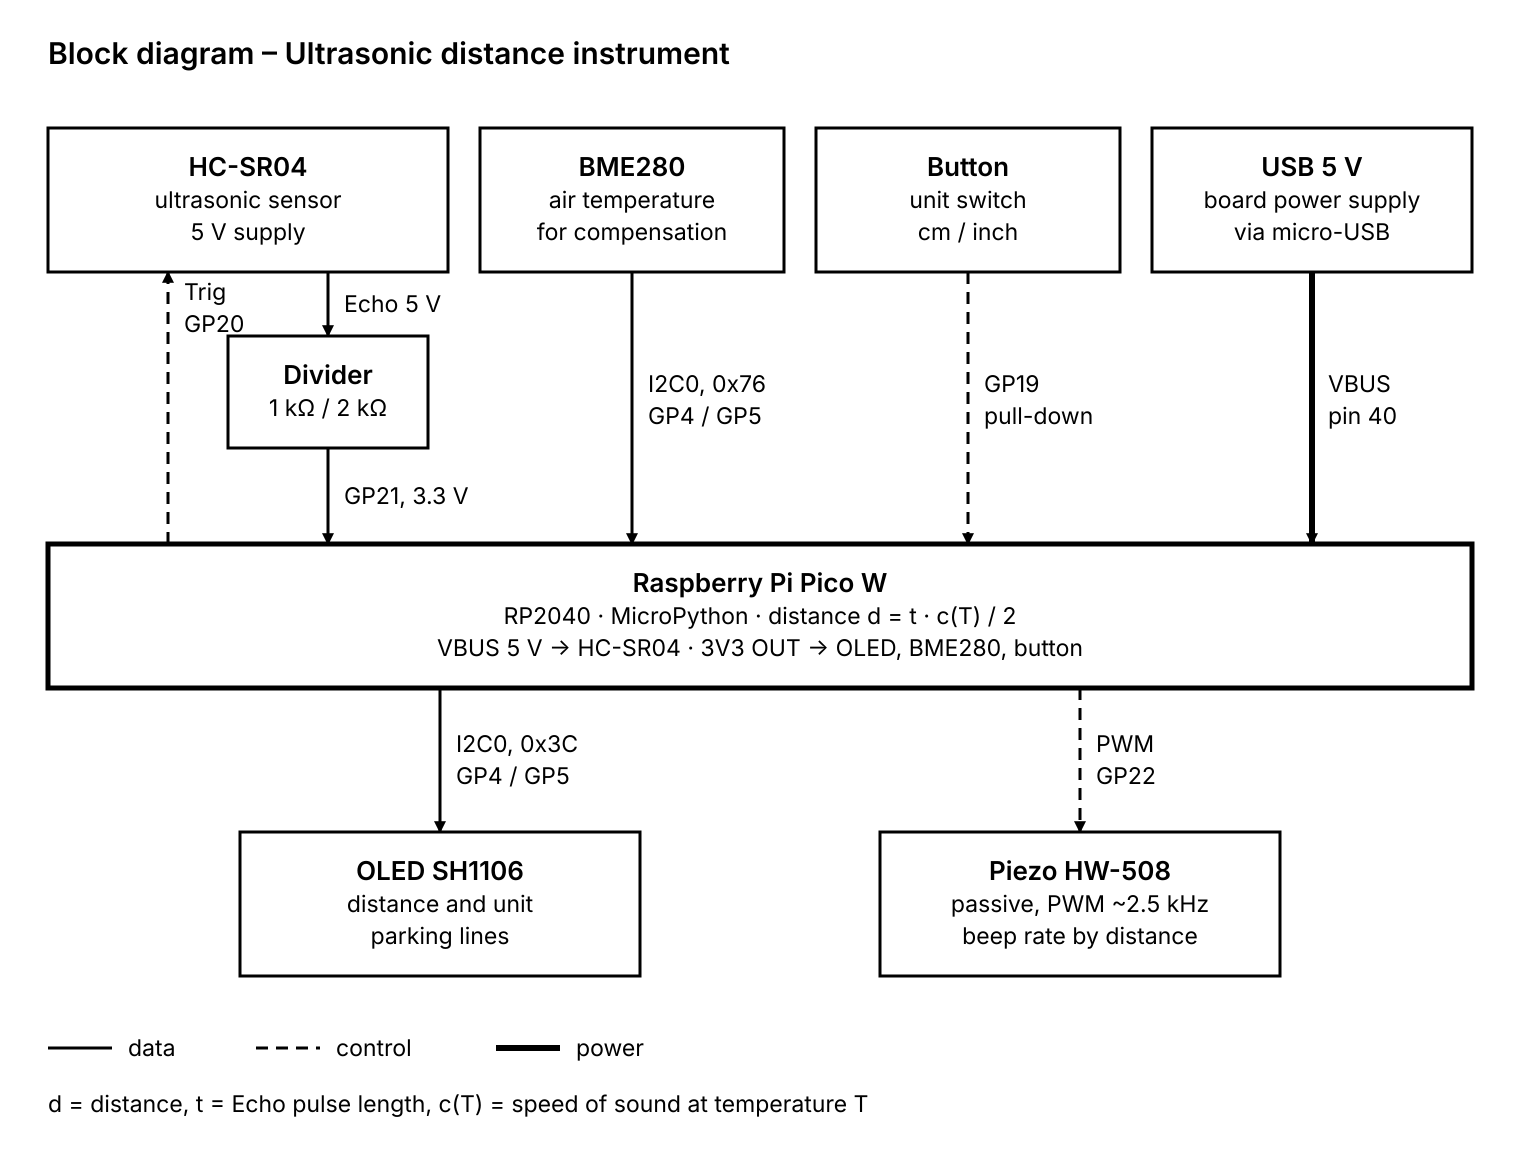 Block diagram – Ultrasonic distance instrument
HC-SR04
ultrasonic sensor
5 V supply
BME280
air temperature
for compensation
Button
unit switch
cm / inch
USB 5 V
board power supply
via micro-USB
Trig
GP20
Echo 5 V
Divider
1 kΩ / 2 kΩ
GP21, 3.3 V
I2C0, 0x76
GP4 / GP5
GP19
pull-down
VBUS
pin 40
Raspberry Pi Pico W
RP2040 · MicroPython · distance d = t · c(T) / 2
VBUS 5 V → HC-SR04 · 3V3 OUT → OLED, BME280, button
I2C0, 0x3C
GP4 / GP5
PWM
GP22
OLED SH1106
distance and unit
parking lines
Piezo HW-508
passive, PWM ~2.5 kHz
beep rate by distance
data
control
power
d = distance, t = Echo pulse length, c(T) = speed of sound at temperature T